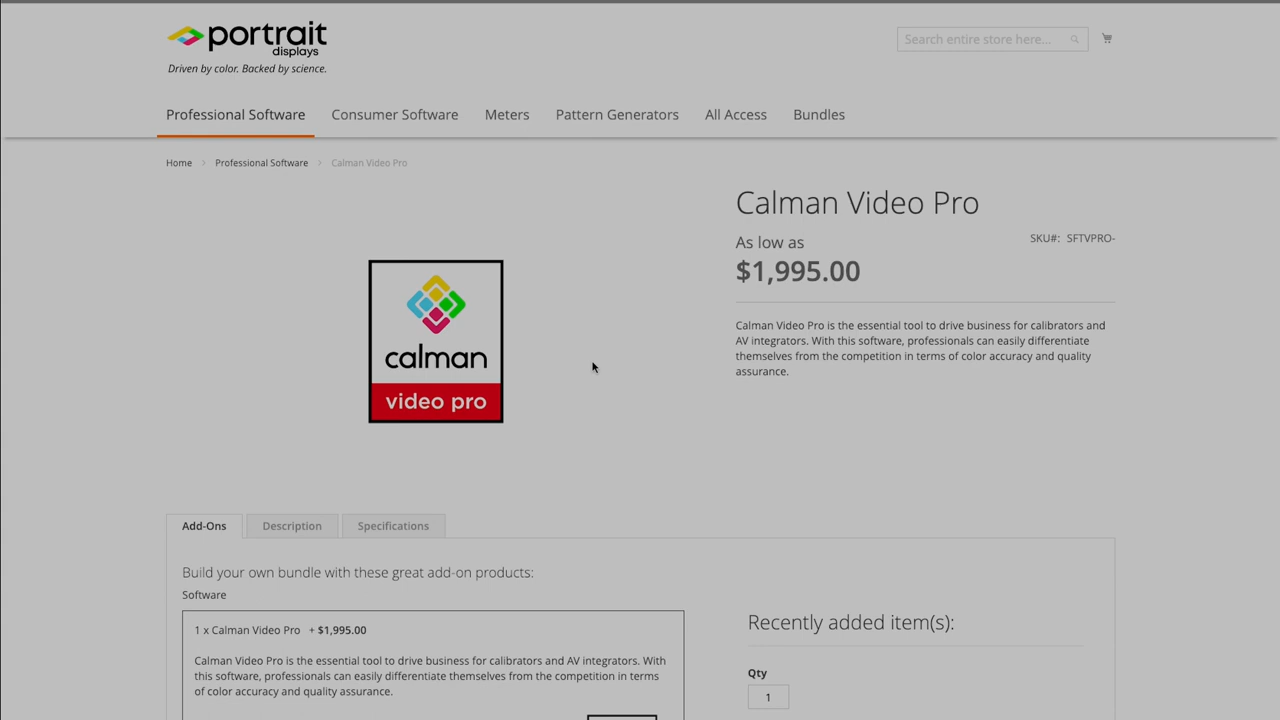 portrait
displays
Driven by color. Backed by science.
Search entire store here...
Professional Software
Consumer Software
Meters
Pattern Generators
All Access
Bundles
Home
Professional Software
Calman Video Pro
calman
video pro
Calman Video Pro
As low as
SKU#: SFTVPRO-
$1,995.00
Calman Video Pro is the essential tool to drive business for calibrators and
AV integrators. With this software, professionals can easily differentiate
themselves from the competition in terms of color accuracy and quality
assurance.
Add-Ons
Description
Specifications
Build your own bundle with these great add-on products:
Software
1 x Calman Video Pro + $1,995.00
Calman Video Pro is the essential tool to drive business for calibrators and AV integrators. With
this software, professionals can easily differentiate themselves from the competition in terms
of color accuracy and quality assurance.
Recently added item(s):
Qty
1